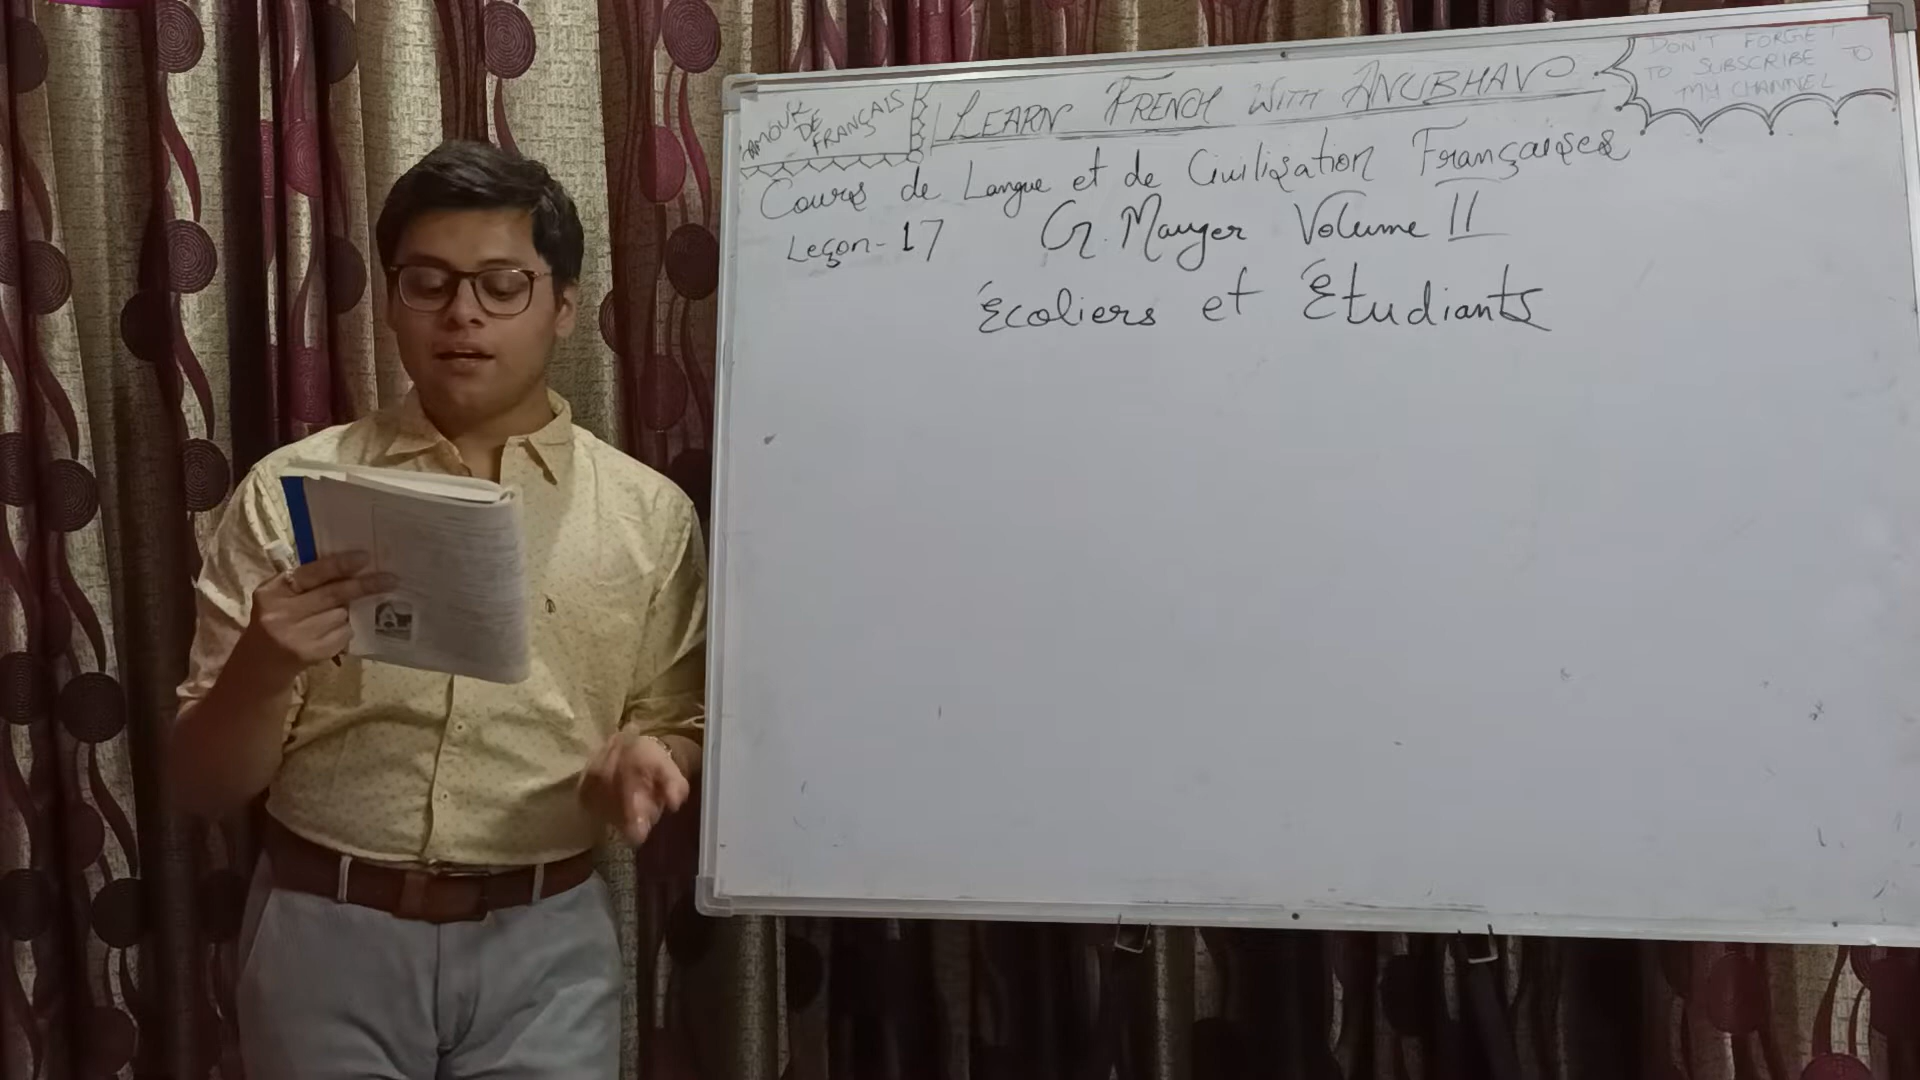 AMOUR
DE
FRANÇAIS
LEARN FRENCH WITH ANUBHAV
DON'T FORGET
TO SUBSCRIBE TO
MY CHANNEL
Cours de Langue et de Civilisation Françaises
Leçon-17 G. Mauger Volume II
Écoliers et Étudiants